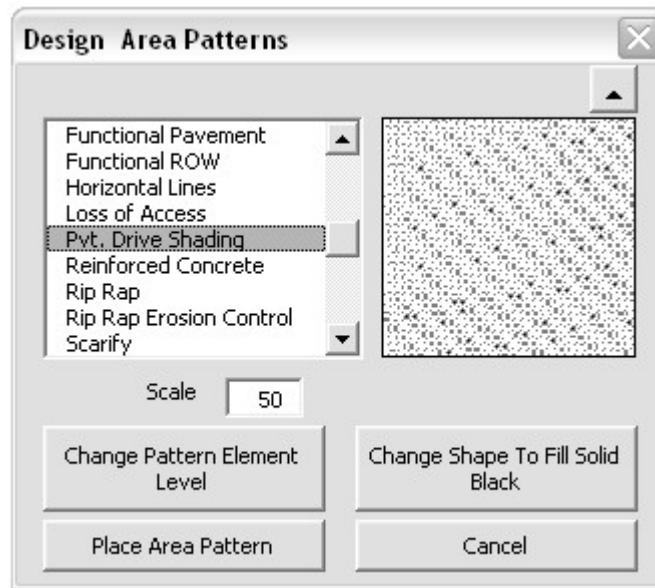 Design Area Patterns
Functional Pavement
Functional ROW
Horizontal Lines
Loss of Access
Pvt. Drive Shading
Reinforced Concrete
Rip Rap
Rip Rap Erosion Control
Scarify
Scale 50
Change Pattern Element
Level
Change Shape To Fill Solid
Black
Place Area Pattern
Cancel